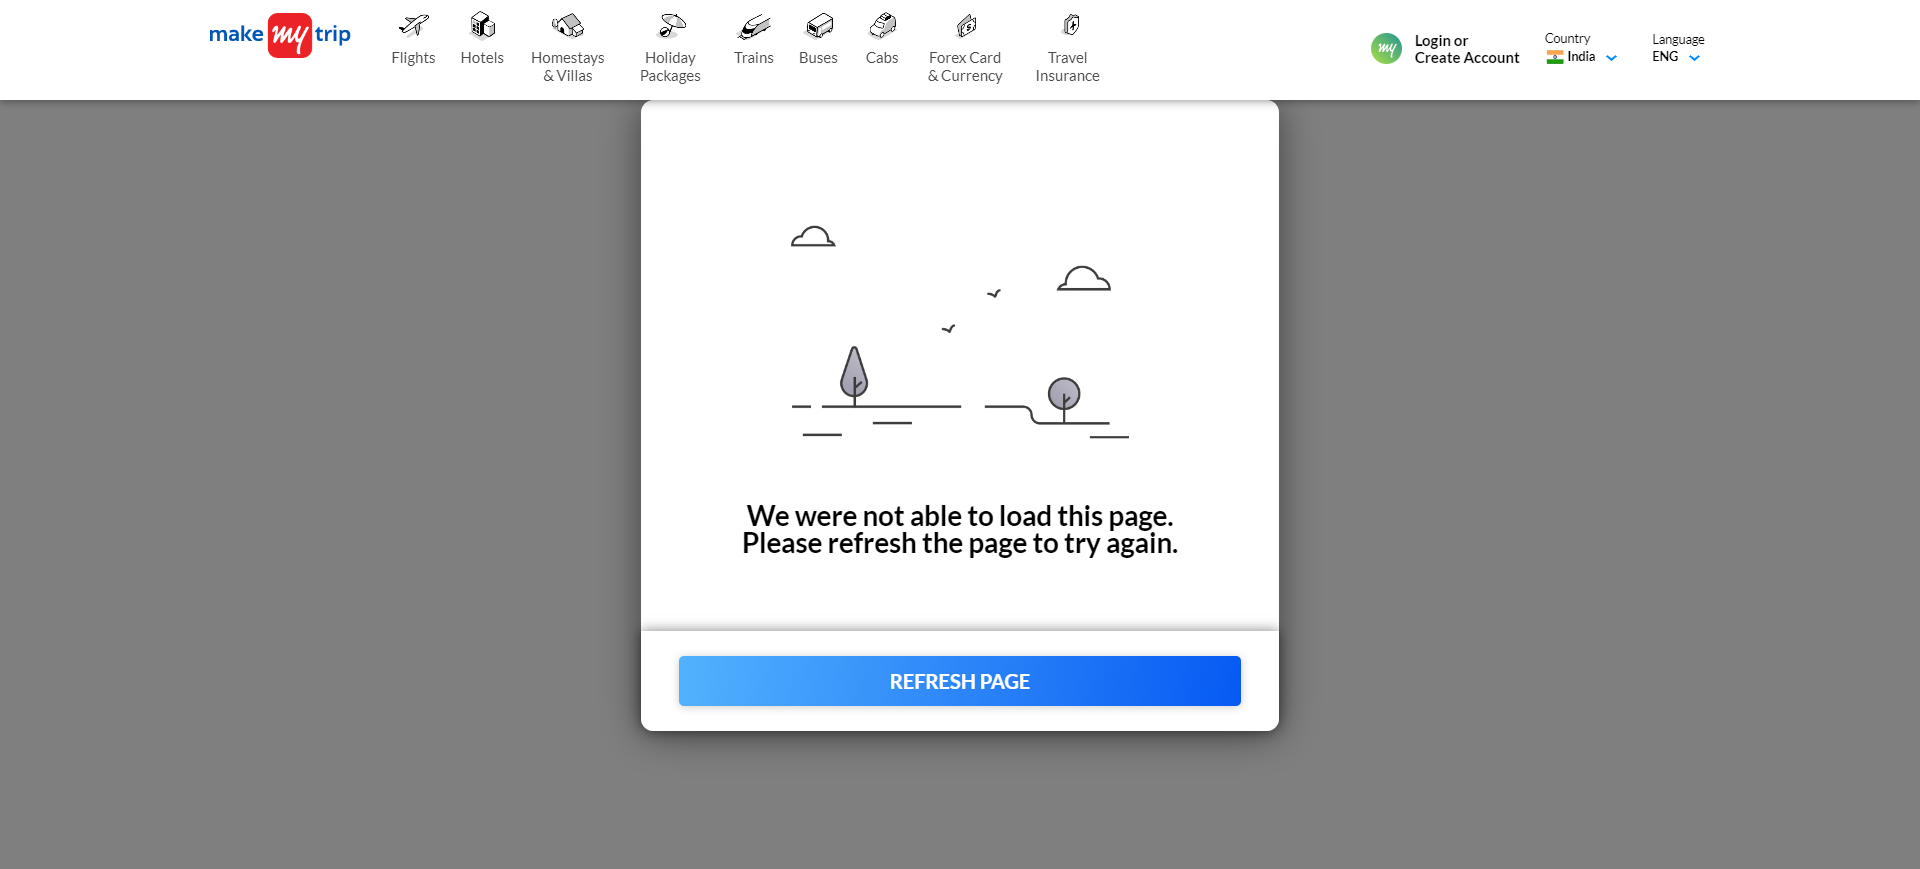 make my trip
Flights
Hotels
Homestays
& Villas
Holiday
Packages
Trains
Buses
Cabs
Forex Card
& Currency
Travel
Insurance
my
Login or
Create Account
Country
India
Language
ENG
We were not able to load this page.
Please refresh the page to try again.
REFRESH PAGE